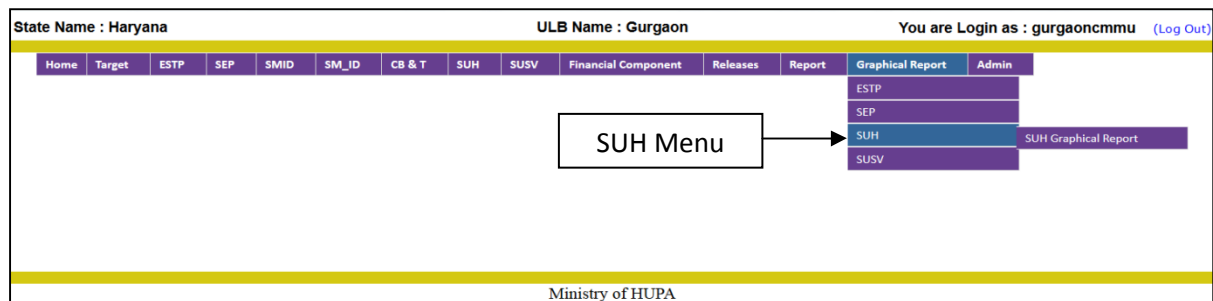 State Name : Haryana ULB Name : Gurgaon You are Login as : gurgaoncmmu (Log Out)
Home Target ESTP SEP SMID SM_ID CB & T SUH SUSV Financial Component Releases Report Graphical Report Admin
ESTP
SEP
SUH Menu SUH SUH Graphical Report
SUSV
Ministry of HUPA